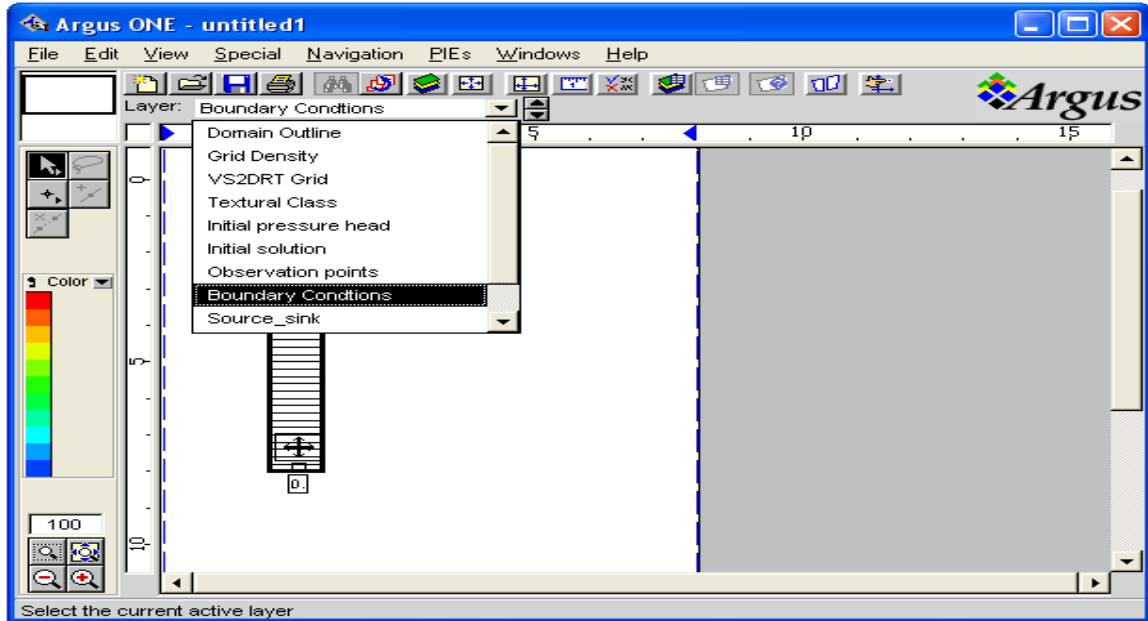 Argus ONE - untitled1
File Edit View Special Navigation PIEs Windows Help
Layer: Boundary Condtions
Argus
Domain Outline
Grid Density
VS2DRT Grid
Textural Class
Initial pressure head
Initial solution
Observation points
Boundary Condtions
Source_sink
5 10 15
0
5
10
Color
0.
100
Select the current active layer